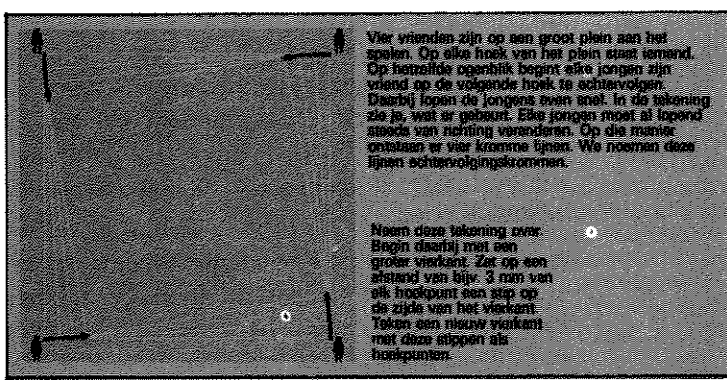 Vier vrienden zijn op een groot plein aan het
spelen. Op elke hoek van het plein staat iemand.
Op hetzelfde ogenblik begint elke jongen zijn
vriend op de volgende hoek te achtervolgen.
Daarbij lopen de jongens even snel. In de tekening
zie je, wat er gebeurt. Elke jongen moet al lopend
steeds van richting veranderen. Op die manier
ontstaan er vier kromme lijnen. We noemen deze
lijnen achtervolgingskrommen.
Neem deze tekening over.
Begin daarbij met een
groter vierkant. Zet op een
afstand van bijv. 3 mm van
elk hoekpunt een stip op
de zijde van het vierkant.
Teken een nieuw vierkant
met deze stippen als
hoekpunten.